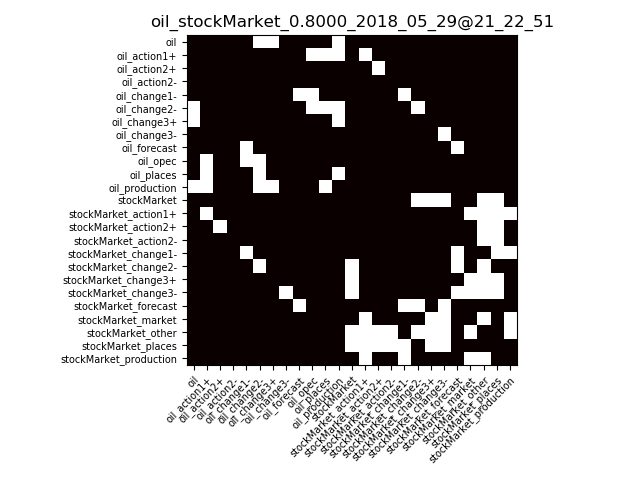 oil_stockMarket_0.8000_2018_05_29@21_22_51
oil
oil_action1+
oil_action2+
oil_action2-
oil_change1-
oil_change2-
oil_change3+
oil_change3-
oil_forecast
oil_opec
oil_places
oil_production
stockMarket
stockMarket_action1+
stockMarket_action2+
stockMarket_action2-
stockMarket_change1-
stockMarket_change2-
stockMarket_change3+
stockMarket_change3-
stockMarket_forecast
stockMarket_market
stockMarket_other
stockMarket_places
stockMarket_production
oil
oil_action1+
oil_action2+
oil_action2-
oil_change1-
oil_change2-
oil_change3+
oil_change3-
oil_forecast
oil_opec
oil_places
oil_production
stockMarket
stockMarket_action1+
stockMarket_action2+
stockMarket_action2-
stockMarket_change1-
stockMarket_change2-
stockMarket_change3+
stockMarket_change3-
stockMarket_forecast
stockMarket_market
stockMarket_other
stockMarket_places
stockMarket_production